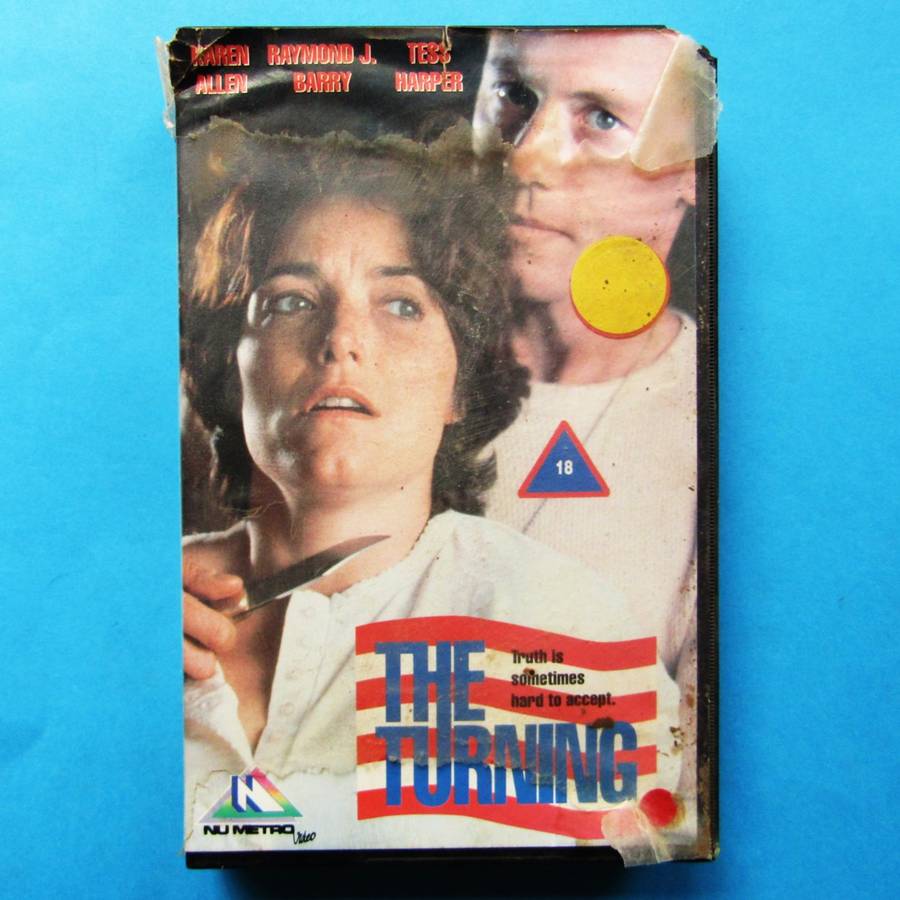 KAREN RAYMOND J. TESS
ALLEN BARRY HARPER
18
THE
TURNING
Truth is
sometimes
hard to accept.
N
NU METRO
Video